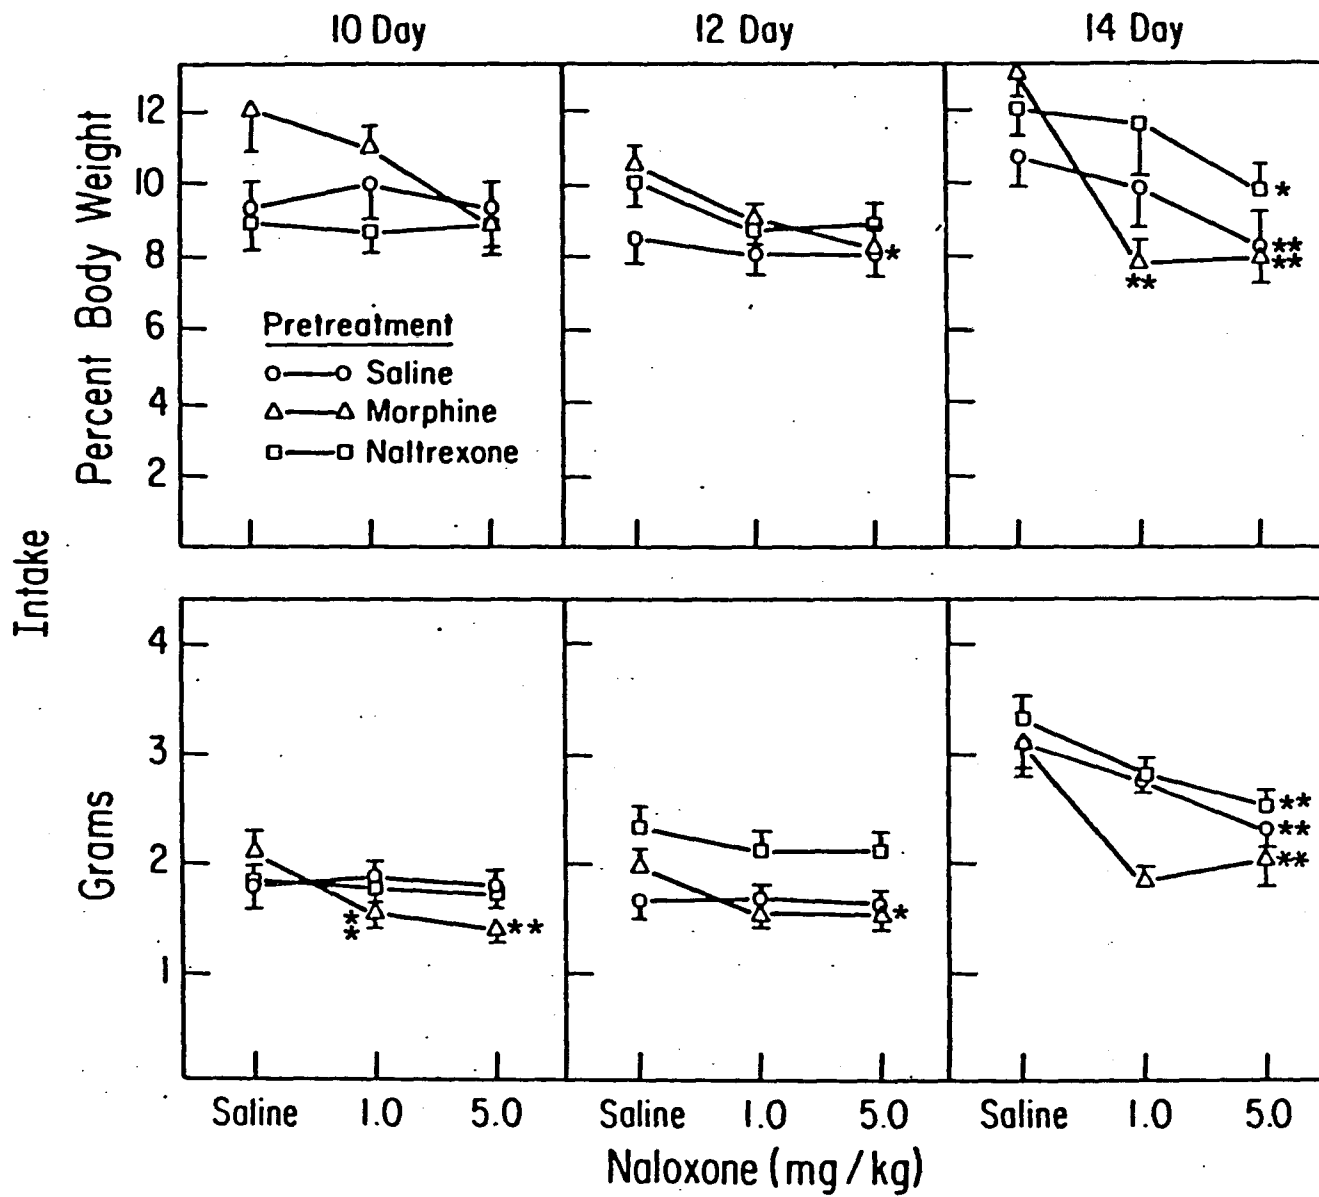 10 Day 12 Day 14 Day
Percent Body Weight
12
10
8
6
4
2
Pretreatment
Saline
Morphine
Naltrexone
*
**
*
**
**
Intake
Grams
4
3
2
1
**
**
*
**
**
**
Saline 1.0 5.0 Saline 1.0 5.0 Saline 1.0 5.0
Naloxone (mg/kg)